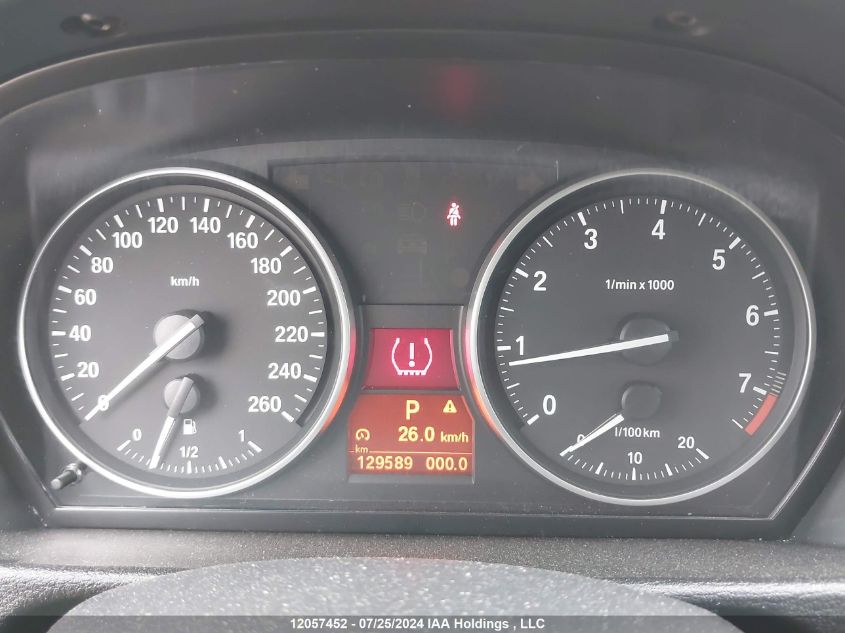 0 20 40 60 80 100 120 140 160 180 200 220 240 260
km/h
0 1/2 1
0 1 2 3 4 5 6 7
1/min x 1000
P
26.0 km/h
km
129589 000.0
0 10 20
l/100km
12057452 - 07/25/2024 IAA Holdings , LLC